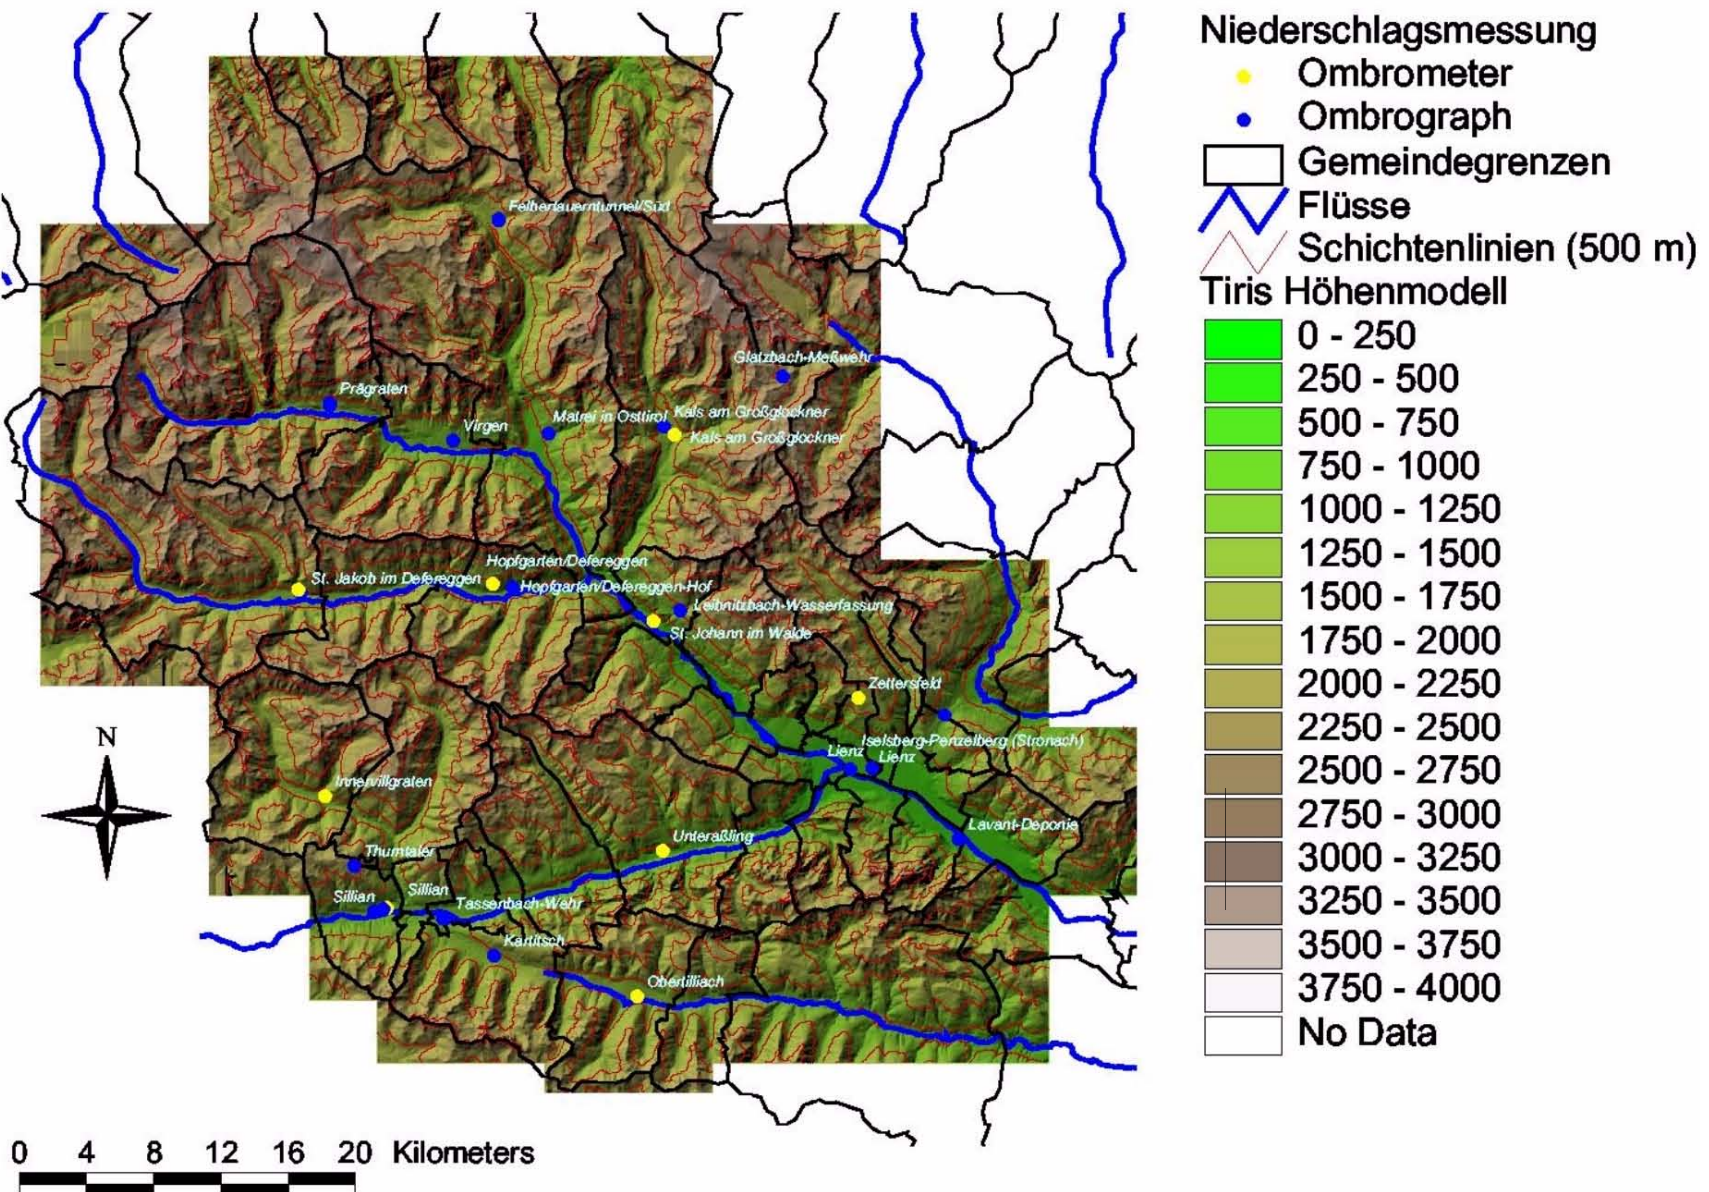 Niederschlagsmessung
Ombrometer
Ombrograph
Gemeindegrenzen
Flüsse
Schichtenlinien (500 m)
Tiris Höhenmodell
0 - 250
250 - 500
500 - 750
750 - 1000
1000 - 1250
1250 - 1500
1500 - 1750
1750 - 2000
2000 - 2250
2250 - 2500
2500 - 2750
2750 - 3000
3000 - 3250
3250 - 3500
3500 - 3750
3750 - 4000
No Data
Felbertauerntunnel/Süd
Glatzbach-Meßwehr
Prägraten
Virgen
Matrei in Osttirol
Kals am Großglockner
Kals am Großglockner
Hopfgarten/Defereggen
St. Jakob im Defereggen
Hopfgarten/Defereggen-Hof
Leibnitzbach-Wasserfassung
St. Johann im Walde
Zettersfeld
Iselsberg-Penzelberg (Stronach)
Lienz
Lienz
Innervillgraten
Lavant-Deponie
Unteraßling
Thurntaler
Sillian
Sillian
Tassenbach-Wehr
Kartitsch
Obertilliach
N
0 4 8 12 16 20 Kilometers